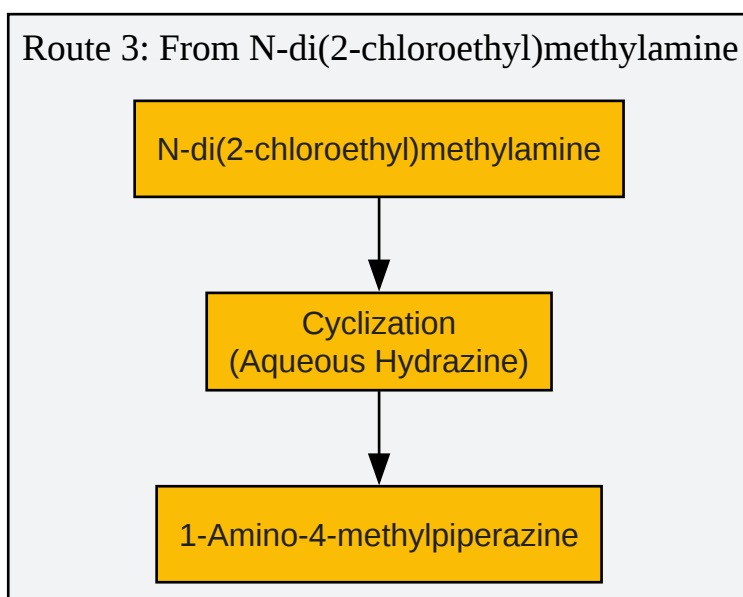 Route 3: From N-di(2-chloroethyl)methylamine
N-di(2-chloroethyl)methylamine
Cyclization
(Aqueous Hydrazine)
1-Amino-4-methylpiperazine